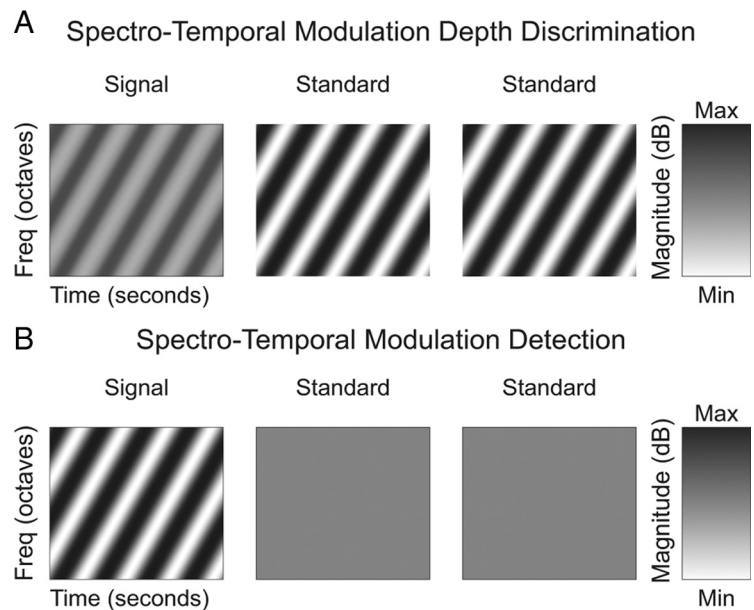 A
Spectro-Temporal Modulation Depth Discrimination
Signal
Standard
Standard
Freq (octaves)
Time (seconds)
Magnitude (dB)
Max
Min
B
Spectro-Temporal Modulation Detection
Signal
Standard
Standard
Freq (octaves)
Time (seconds)
Magnitude (dB)
Max
Min